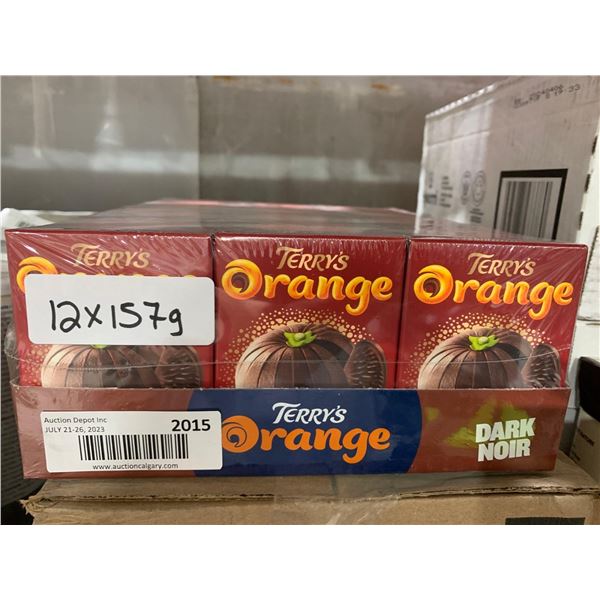 TERRY'S
Orange
TERRY'S
Orange
TERRY'S
Orange
12x157g
Auction Depot Inc
JULY 21-26, 2023
2015
www.auctioncalgary.com
TERRY'S
Orange
DARK
NOIR